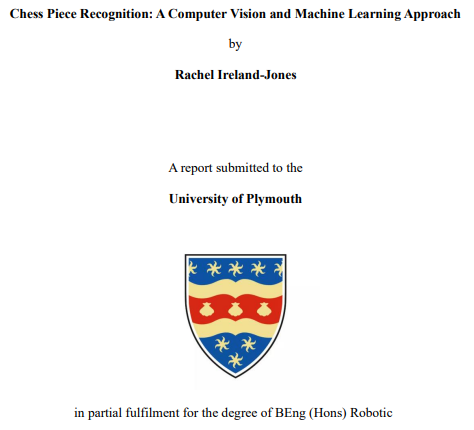 Chess Piece Recognition: A Computer Vision and Machine Learning Approach
by
Rachel Ireland-Jones
A report submitted to the
University of Plymouth
in partial fulfilment for the degree of BEng (Hons) Robotic